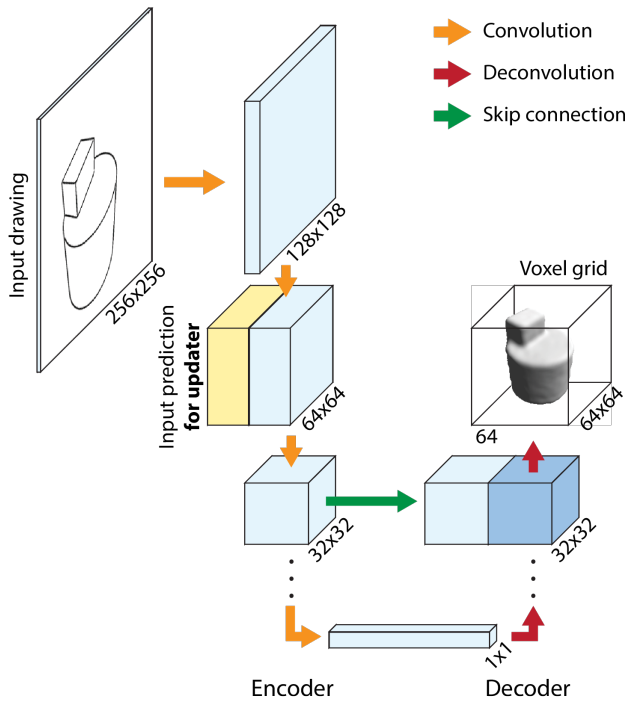 Convolution
Deconvolution
Skip connection
Input drawing
256x256
128x128
Input prediction
for updater
64x64
Voxel grid
64
64x64
32x32
32x32
1x1
Encoder
Decoder